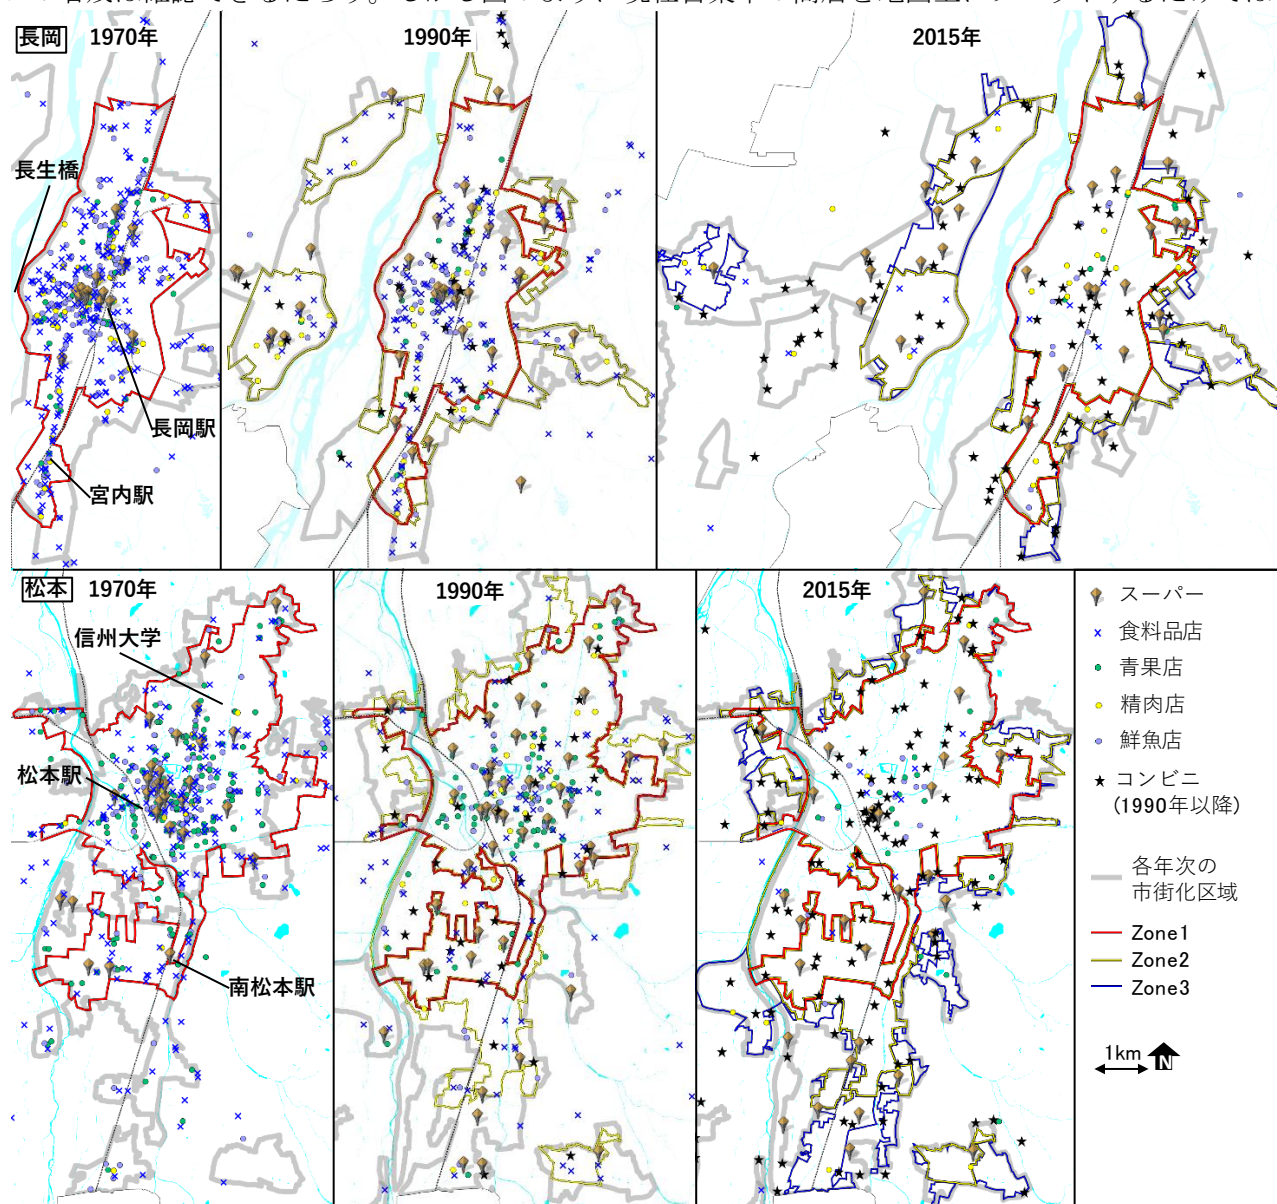 長岡
1970年
1990年
2015年
長生橋
長岡駅
宮内駅
松本
1970年
1990年
2015年
信州大学
松本駅
南松本駅
スーパー
食料品店
青果店
精肉店
鮮魚店
コンビニ
(1990年以降)
各年次の
市街化区域
Zone1
Zone2
Zone3
1km
N